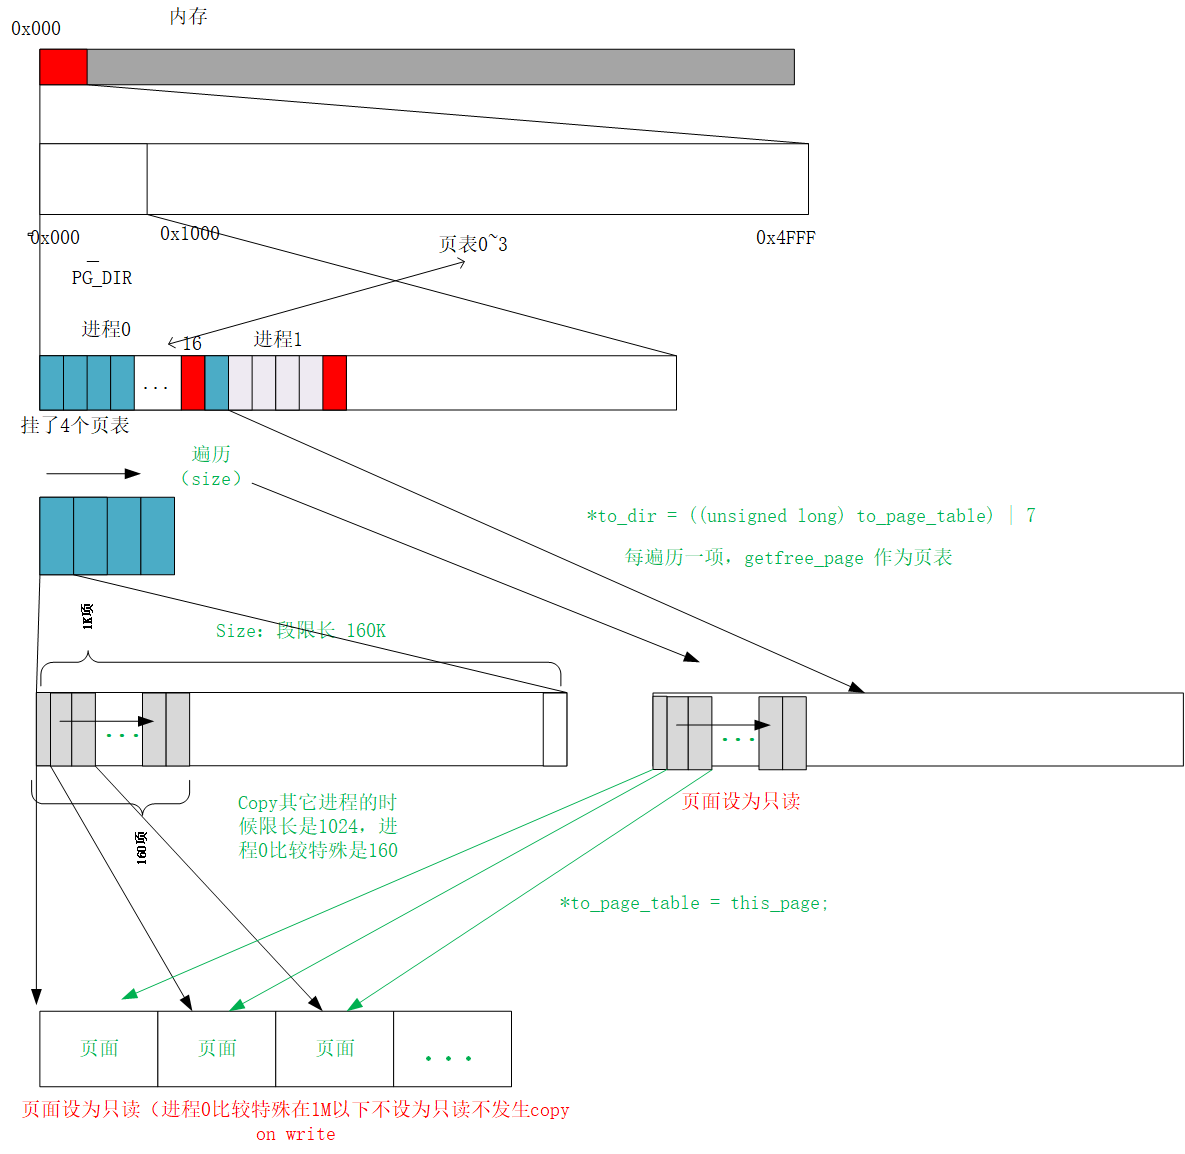 内存
0x000
0x000
0x1000
页表0~3
0x4FFF
PG_DIR
进程0
16
进程1
...
挂了4个页表
遍历
（size）
*to_dir = ((unsigned long) to_page_table) | 7
每遍历一项，getfree_page 作为页表
1K项
Size：段限长 160K
...
...
页面设为只读
Copy其它进程的时
候限长是1024，进
程0比较特殊是160
160项
*to_page_table = this_page;
页面
页面
页面
...
页面设为只读（进程0比较特殊在1M以下不设为只读不发生copy
on write